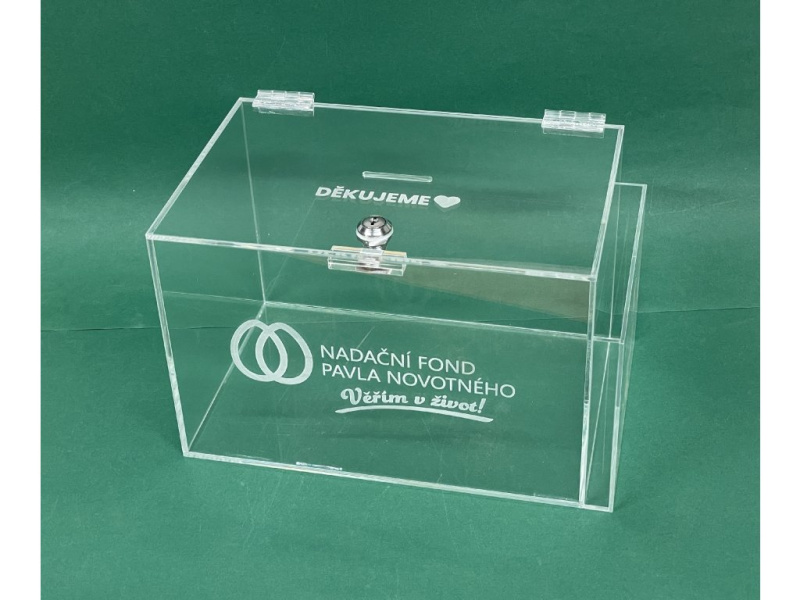 DĚKUJEME
NADAČNÍ FOND
PAVLA NOVOTNÉHO
Věřím v život!